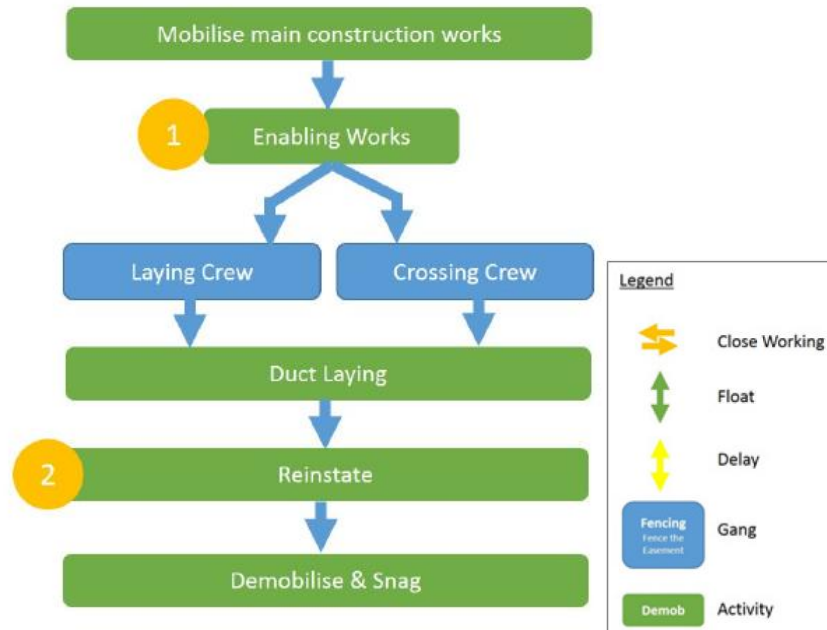 Mobilise main construction works
1
Enabling Works
Laying Crew
Crossing Crew
Duct Laying
2
Reinstate
Demobilise & Snag
Legend
Close Working
Float
Delay
Fencing
Fence the
Easement
Gang
Demob
Activity